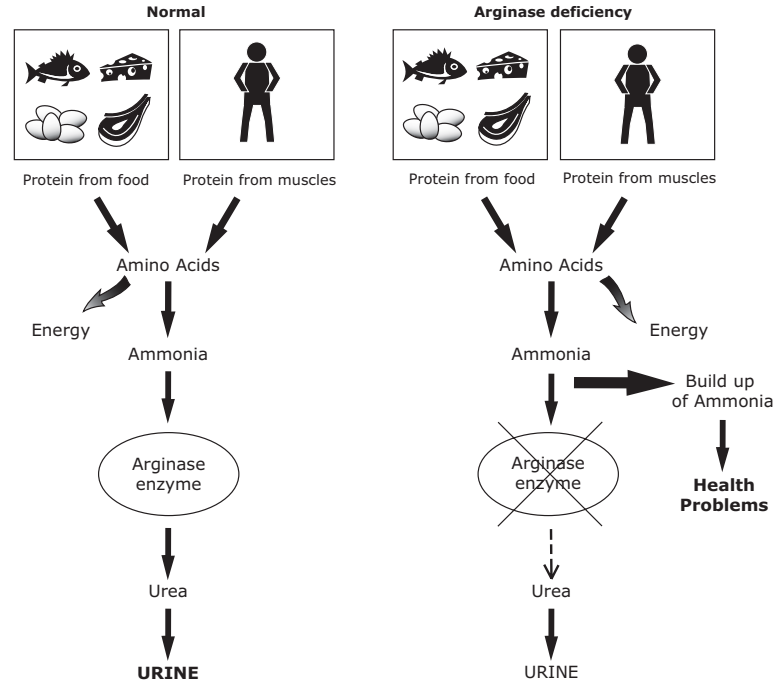 Normal
Protein from food
Protein from muscles
Amino Acids
Energy
Ammonia
Arginase
enzyme
Urea
URINE
Arginase deficiency
Protein from food
Protein from muscles
Amino Acids
Energy
Ammonia
Build up
of Ammonia
Health
Problems
Arginase
enzyme
Urea
URINE